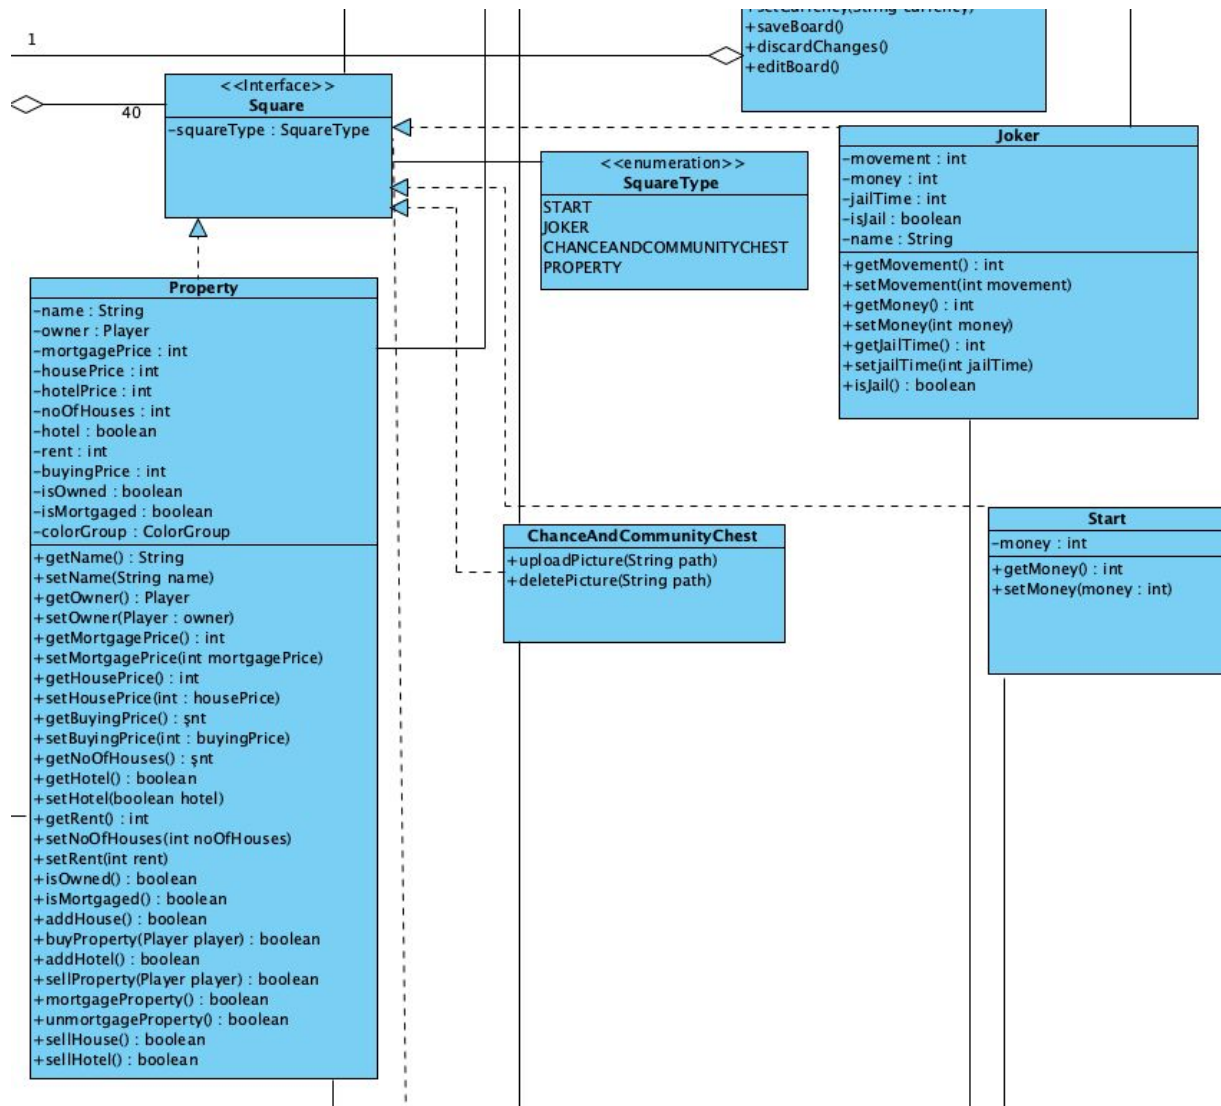 +setCurrency(String currency)
+saveBoard()
+discardChanges()
+editBoard()
1
40
<<Interface>>
Square
-squareType : SquareType
<<enumeration>>
SquareType
START
JOKER
CHANCEANDCOMMUNITYCHEST
PROPERTY
Joker
-movement : int
-money : int
-jailTime : int
-isJail : boolean
-name : String
+getMovement() : int
+setMovement(int movement)
+getMoney() : int
+setMoney(int money)
+getJailTime() : int
+setjailTime(int jailTime)
+isJail() : boolean
Property
-name : String
-owner : Player
-mortgagePrice : int
-housePrice : int
-hotelPrice : int
-noOfHouses : int
-hotel : boolean
-rent : int
-buyingPrice : int
-isOwned : boolean
-isMortgaged : boolean
-colorGroup : ColorGroup
+getName() : String
+setName(String name)
+getOwner() : Player
+setOwner(Player : owner)
+getMortgagePrice() : int
+setMortgagePrice(int mortgagePrice)
+getHousePrice() : int
+setHousePrice(int : housePrice)
+getBuyingPrice() : şnt
+setBuyingPrice(int : buyingPrice)
+getNoOfHouses() : şnt
+getHotel() : boolean
+setHotel(boolean hotel)
+getRent() : int
+setNoOfHouses(int noOfHouses)
+setRent(int rent)
+isOwned() : boolean
+isMortgaged() : boolean
+addHouse() : boolean
+buyProperty(Player player) : boolean
+addHotel() : boolean
+sellProperty(Player player) : boolean
+mortgageProperty() : boolean
+unmortgageProperty() : boolean
+sellHouse() : boolean
+sellHotel() : boolean
ChanceAndCommunityChest
+uploadPicture(String path)
+deletePicture(String path)
Start
-money : int
+getMoney() : int
+setMoney(money : int)